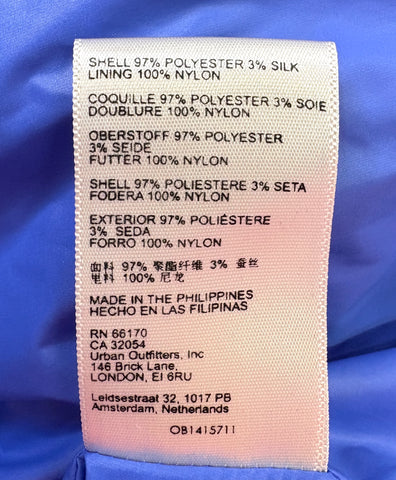 SHELL 97% POLYESTER 3% SILK
LINING 100% NYLON
COQUILLE 97% POLYESTER 3% SOIE
DOUBLURE 100% NYLON
OBERSTOFF 97% POLYESTER
3% SEIDE
FUTTER 100% NYLON
SHELL 97% POLIESTERE 3% SETA
FODERA 100% NYLON
EXTERIOR 97% POLIÉSTERE
3% SEDA
FORRO 100% NYLON
面料 97% 聚酯纤维 3% 蚕丝
里料 100% 尼龙
MADE IN THE PHILIPPINES
HECHO EN LAS FILIPINAS
RN 66170
CA 32054
Urban Outfitters, Inc
146 Brick Lane,
LONDON, E1 6RU
Leidsestraat 32, 1017 PB
Amsterdam, Netherlands
OB1415711